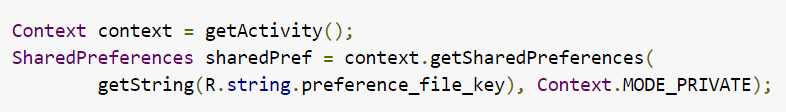 Context context = getActivity();
SharedPreferences sharedPref = context.getSharedPreferences(
        getString(R.string.preference_file_key), Context.MODE_PRIVATE);